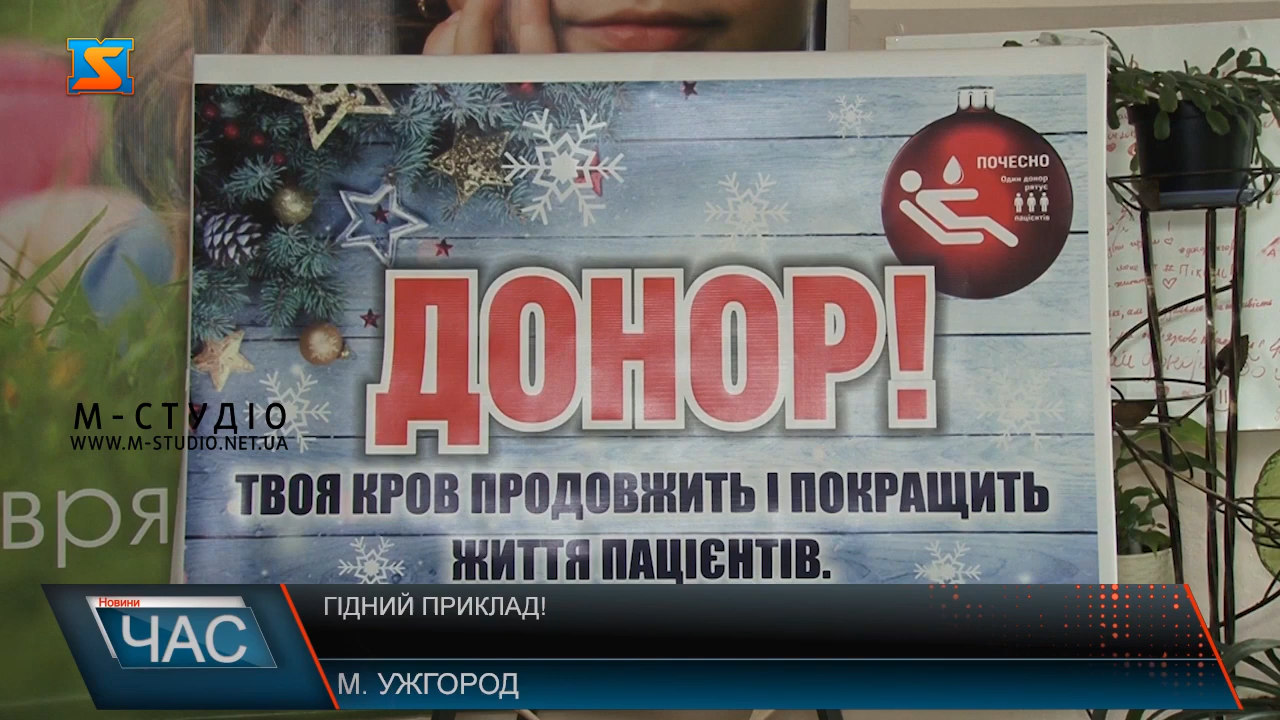 ПОЧЕСНО
Один донор
рятує
пацієнтів
ДОНОР!
М-СТУДІО
WWW.M-STUDIO.NET.UA
ТВОЯ КРОВ ПРОДОВЖИТЬ І ПОКРАЩИТЬ
ЖИТТЯ ПАЦІЄНТІВ.
вря
Новини
ЧАС
ГІДНИЙ ПРИКЛАД!
М. УЖГОРОД